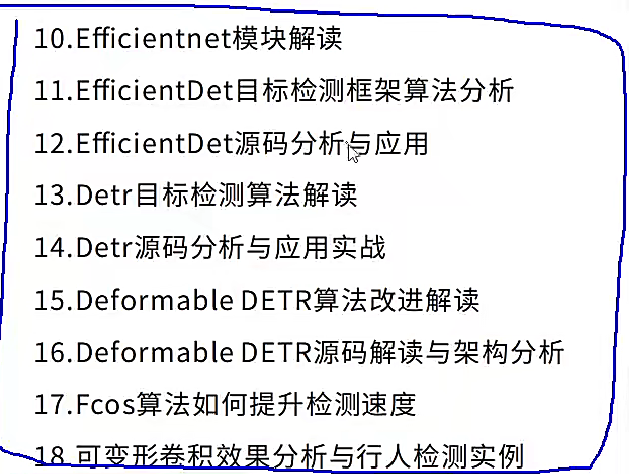 10.Efficientnet模块解读
11.EfficientDet目标检测框架算法分析
12.EfficientDet源码分析与应用
13.Detr目标检测算法解读
14.Detr源码分析与应用实战
15.Deformable DETR算法改进解读
16.Deformable DETR源码解读与架构分析
17.Fcos算法如何提升检测速度
18.可变形卷积效果分析与行人检测实例